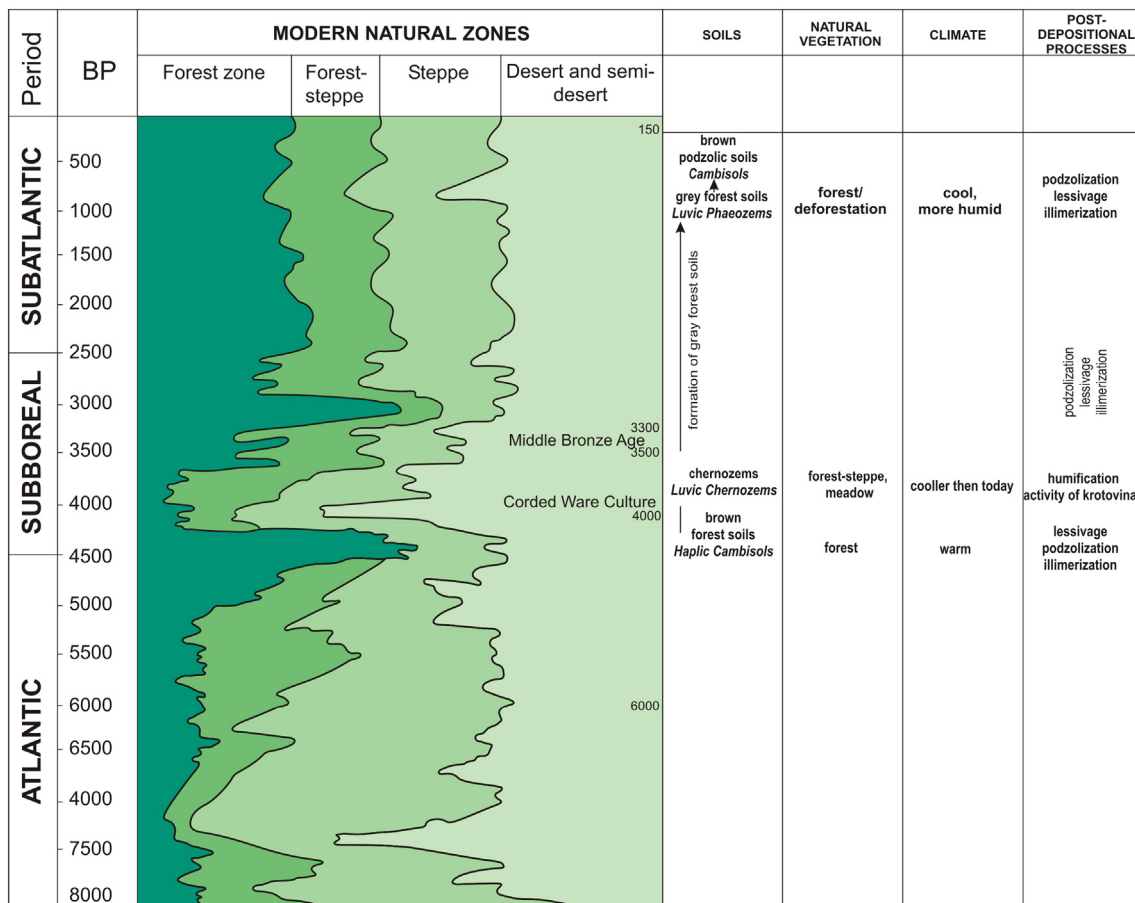 Period
BP
MODERN NATURAL ZONES
Forest zone
Forest-
steppe
Steppe
Desert and semi-
desert
SOILS
NATURAL
VEGETATION
CLIMATE
POST-
DEPOSITIONAL
PROCESSES
SUBATLANTIC
SUBBOREAL
ATLANTIC
500
1000
1500
2000
2500
3000
3500
4000
4500
5000
5500
6000
6500
4000
7500
8000
150
3300
Middle Bronze Age
3500
Corded Ware Culture
4000
6000
brown
podzolic soils
Cambisols
grey forest soils
Luvic Phaeozems
formation of gray forest soils
chernozems
Luvic Chernozems
brown
forest soils
Haplic Cambisols
forest/
deforestation
forest-steppe,
meadow
forest
cool,
more humid
cooller then today
warm
podzolization
lessivage
illimerization
podzolization
lessivage
illimerization
humification
activity of krotovina
lessivage
podzolization
illimerization